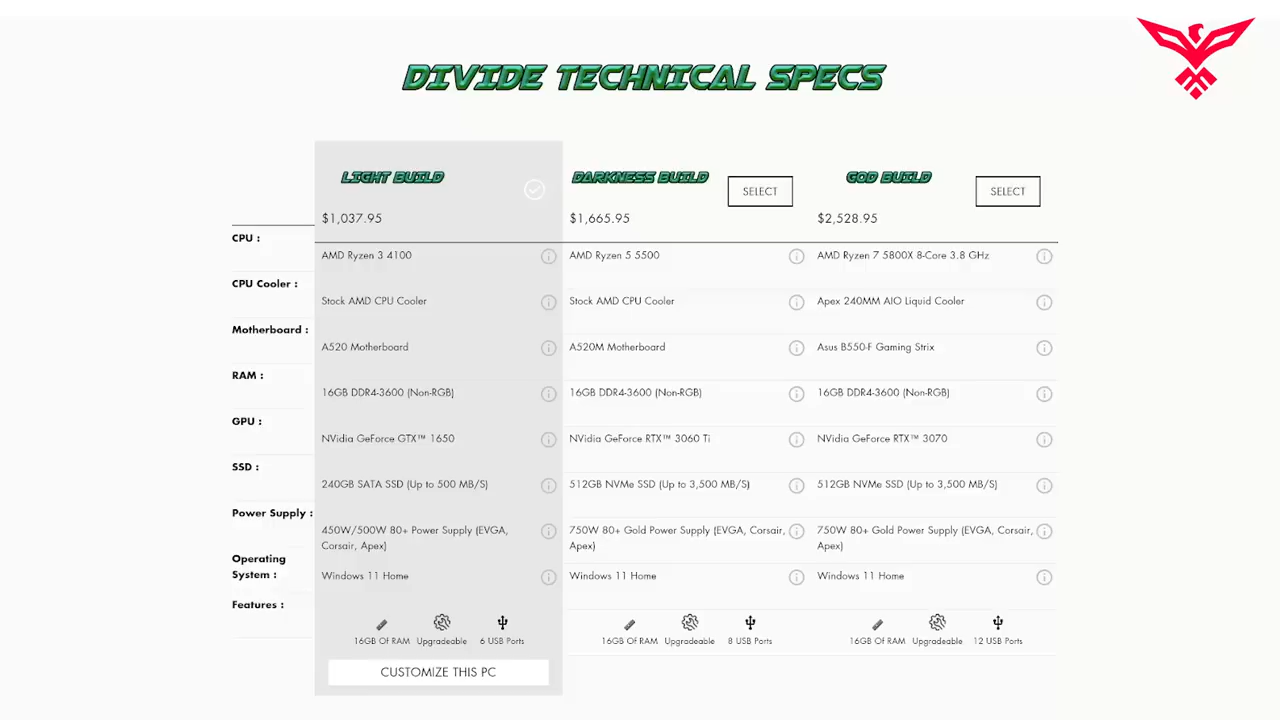 DIVIDE TECHNICAL SPECS
LIGHT BUILD
DARKNESS BUILD
SELECT
GOD BUILD
SELECT
$1,037.95
$1,665.95
$2,528.95
CPU :
AMD Ryzen 3 4100
AMD Ryzen 5 5500
AMD Ryzen 7 5800X 8-Core 3.8 GHz
CPU Cooler :
Stock AMD CPU Cooler
Stock AMD CPU Cooler
Apex 240MM AIO Liquid Cooler
Motherboard :
A520 Motherboard
A520M Motherboard
Asus B550-F Gaming Strix
RAM :
16GB DDR4-3600 (Non-RGB)
16GB DDR4-3600 (Non-RGB)
16GB DDR4-3600 (Non-RGB)
GPU :
NVidia GeForce GTX™ 1650
NVidia GeForce RTX™ 3060 Ti
NVidia GeForce RTX™ 3070
SSD :
240GB SATA SSD (Up to 500 MB/S)
512GB NVMe SSD (Up to 3,500 MB/S)
512GB NVMe SSD (Up to 3,500 MB/S)
Power Supply :
450W/500W 80+ Power Supply (EVGA,
Corsair, Apex)
750W 80+ Gold Power Supply (EVGA, Corsair,
Apex)
750W 80+ Gold Power Supply (EVGA, Corsair,
Apex)
Operating
System :
Windows 11 Home
Windows 11 Home
Windows 11 Home
Features :
16GB Of RAM
Upgradeable
6 USB Ports
16GB Of RAM
Upgradeable
8 USB Ports
16GB Of RAM
Upgradeable
12 USB Ports
CUSTOMIZE THIS PC